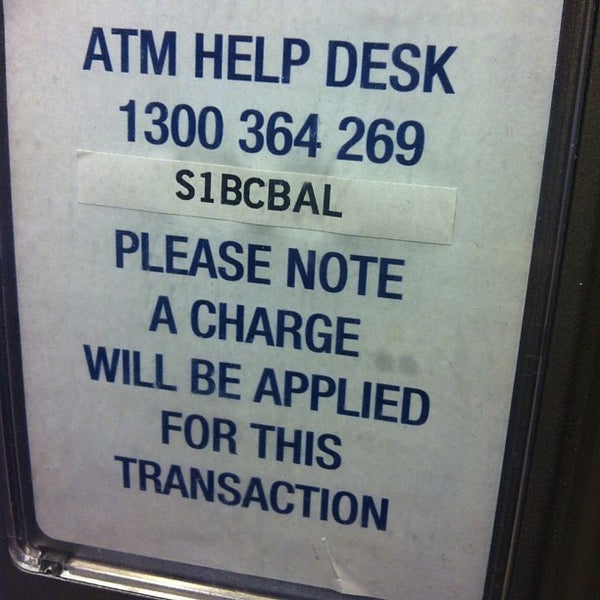 ATM HELP DESK
1300 364 269
S1BCBAL
PLEASE NOTE
A CHARGE
WILL BE APPLIED
FOR THIS
TRANSACTION